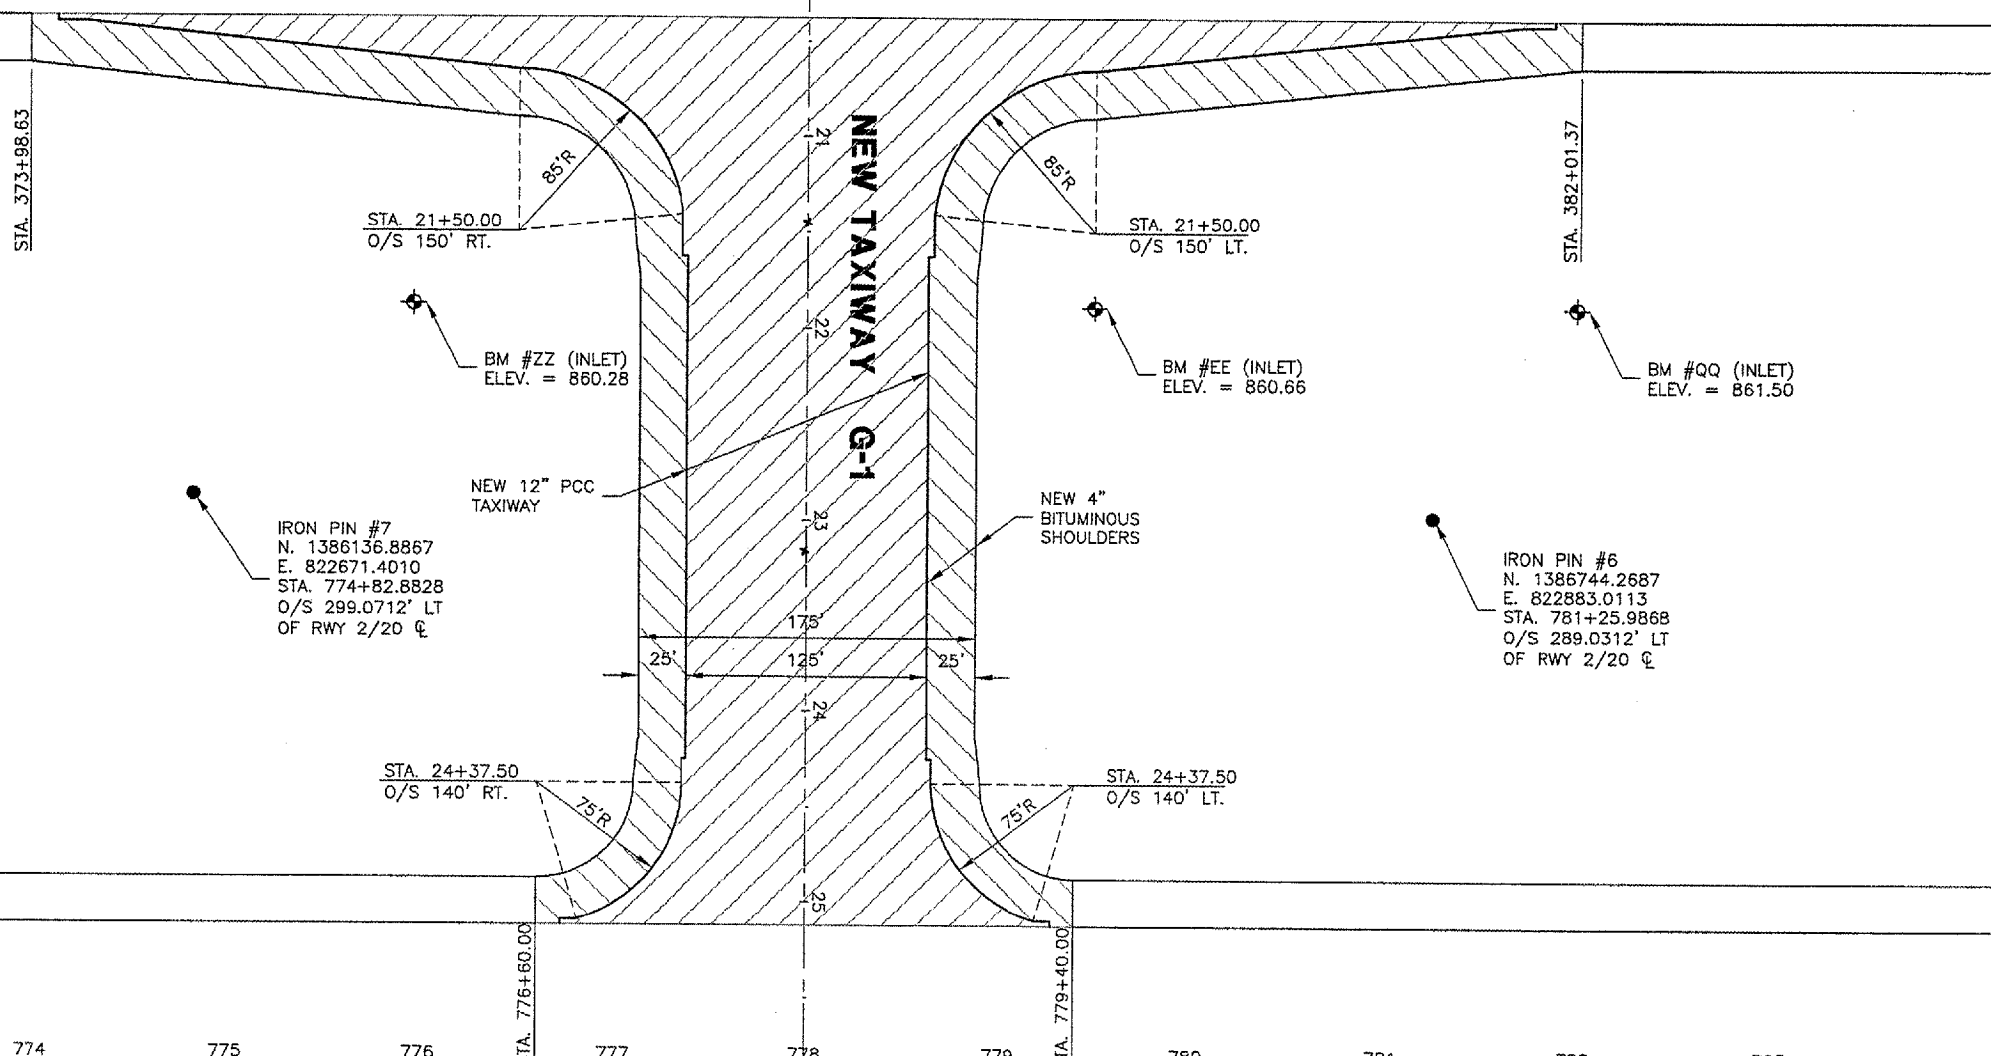 STA. 373+98.63
STA. 382+01.37
NEW TAXIWAY G-1
21
85'R
85'R
STA. 21+50.00
O/S 150' RT.
STA. 21+50.00
O/S 150' LT.
22
BM #ZZ (INLET)
ELEV. = 860.28
BM #EE (INLET)
ELEV. = 860.66
BM #QQ (INLET)
ELEV. = 861.50
NEW 12" PCC
TAXIWAY
23
NEW 4"
BITUMINOUS
SHOULDERS
IRON PIN #7
N. 1386136.8867
E. 822671.4010
STA. 774+82.8828
O/S 299.0712' LT
OF RWY 2/20 ℄
IRON PIN #6
N. 1386744.2687
E. 822883.0113
STA. 781+25.9868
O/S 289.0312' LT
OF RWY 2/20 ℄
175'
25'
125'
25'
24
STA. 24+37.50
O/S 140' RT.
STA. 24+37.50
O/S 140' LT.
75'R
75'R
25
TA. 776+60.00
TA. 779+40.00
774
775
776
777
778
779
780